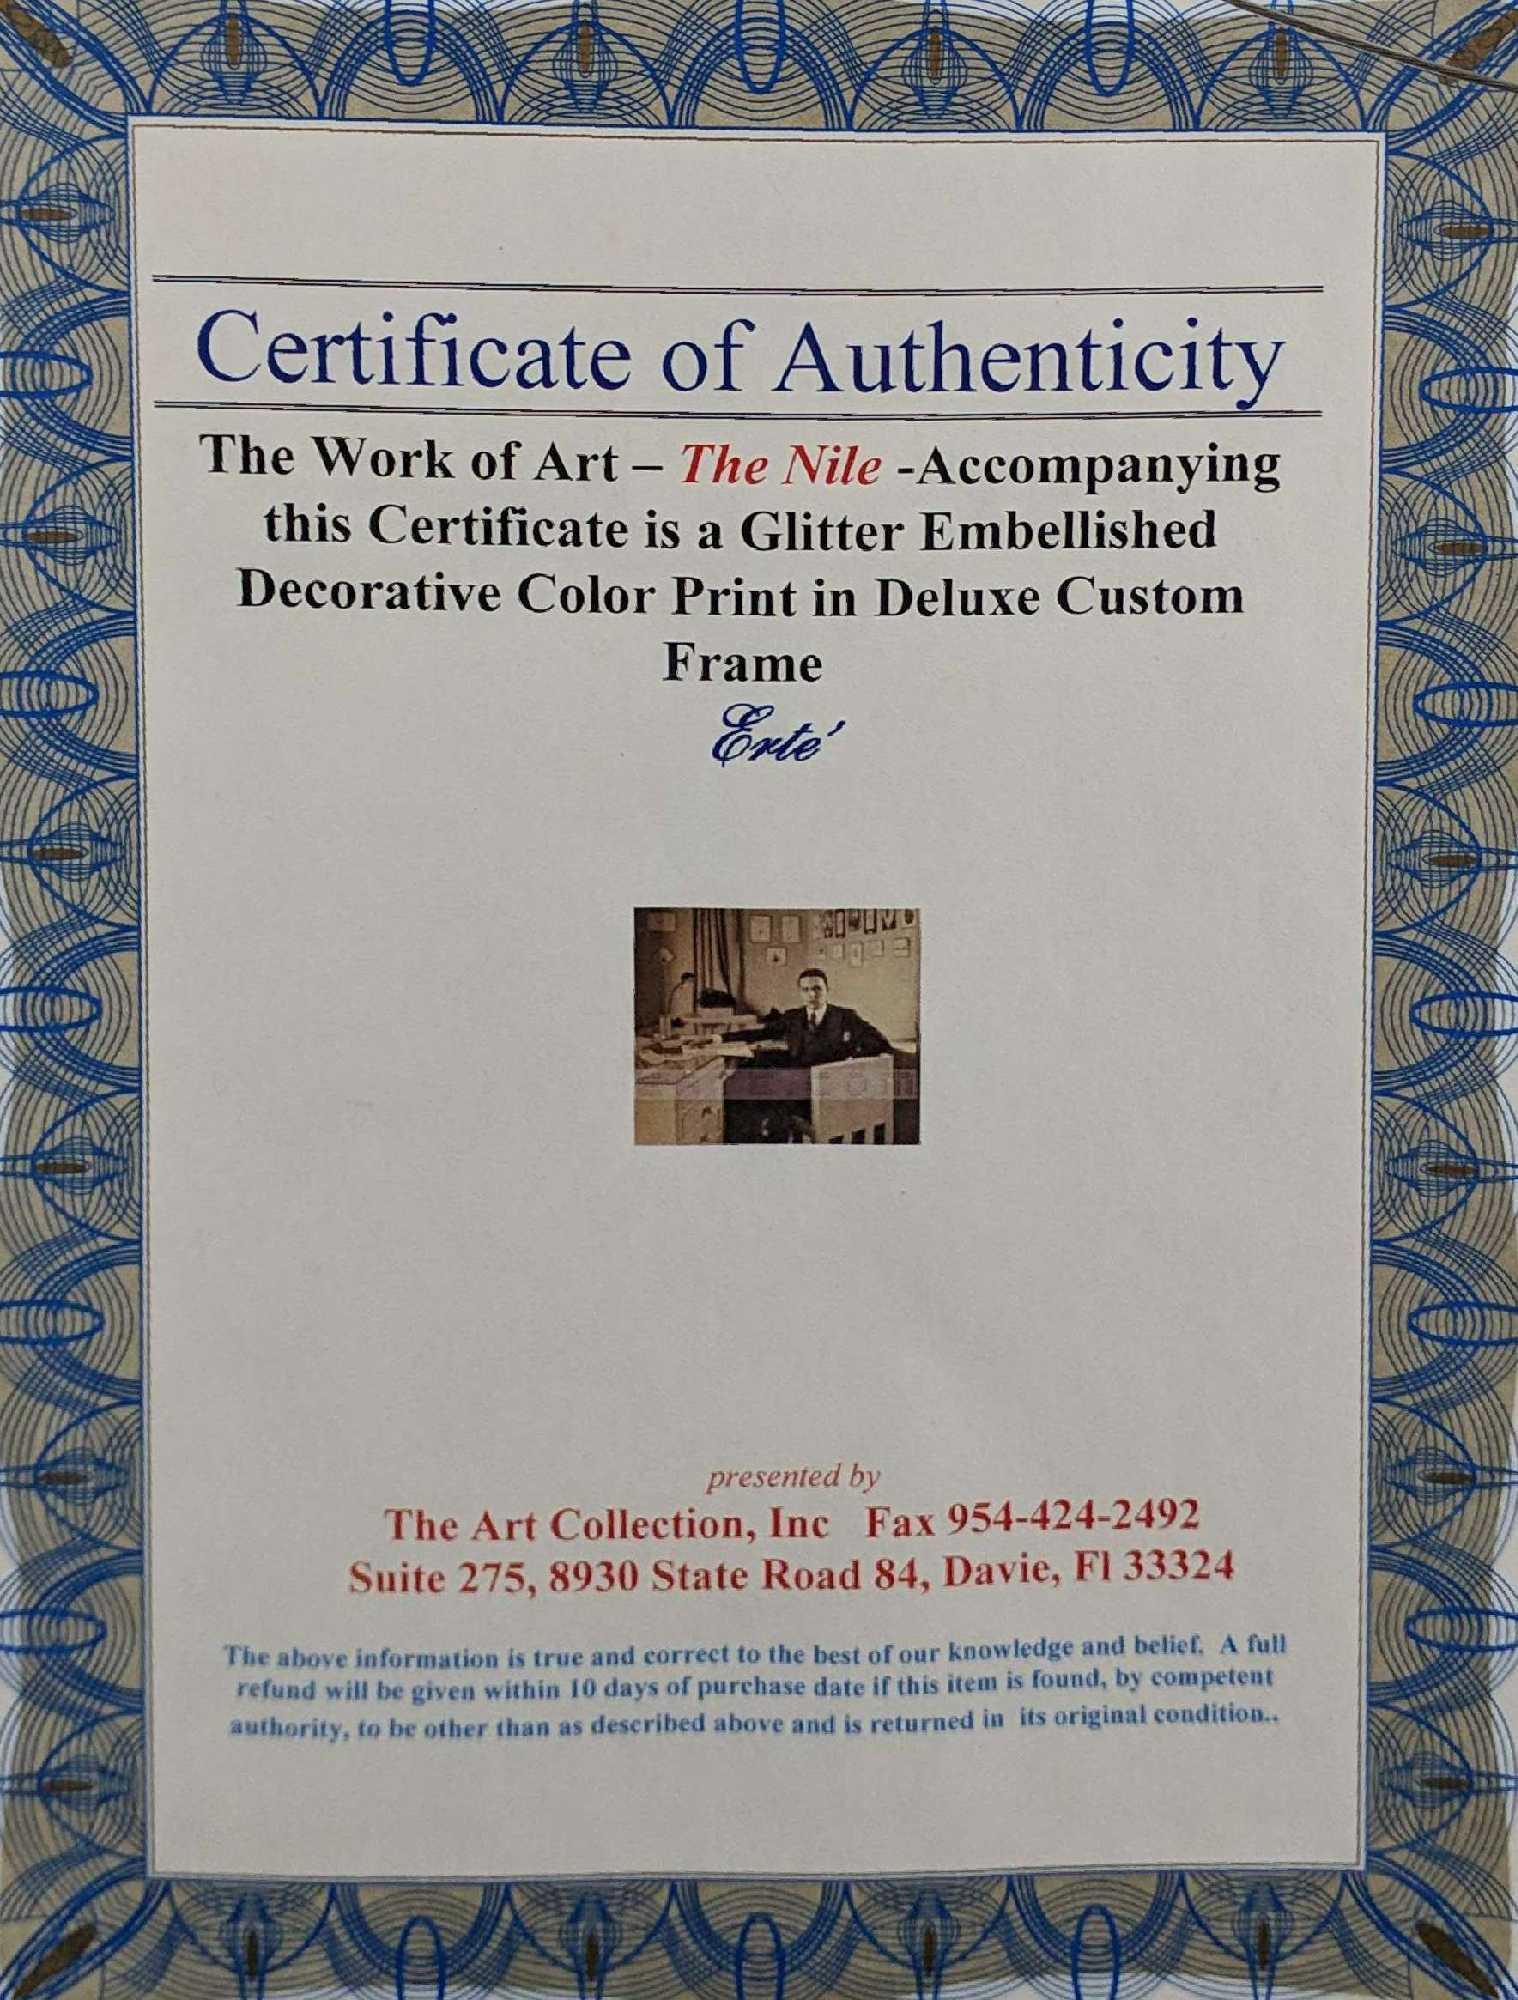 Certificate of Authenticity
The Work of Art – The Nile -Accompanying
this Certificate is a Glitter Embellished
Decorative Color Print in Deluxe Custom
Frame
Erte'
presented by
The Art Collection, Inc Fax 954-424-2492
Suite 275, 8930 State Road 84, Davie, Fl 33324
The above information is true and correct to the best of our knowledge and belief. A full
refund will be given within 10 days of purchase date if this item is found, by competent
authority, to be other than as described above and is returned in its original condition..